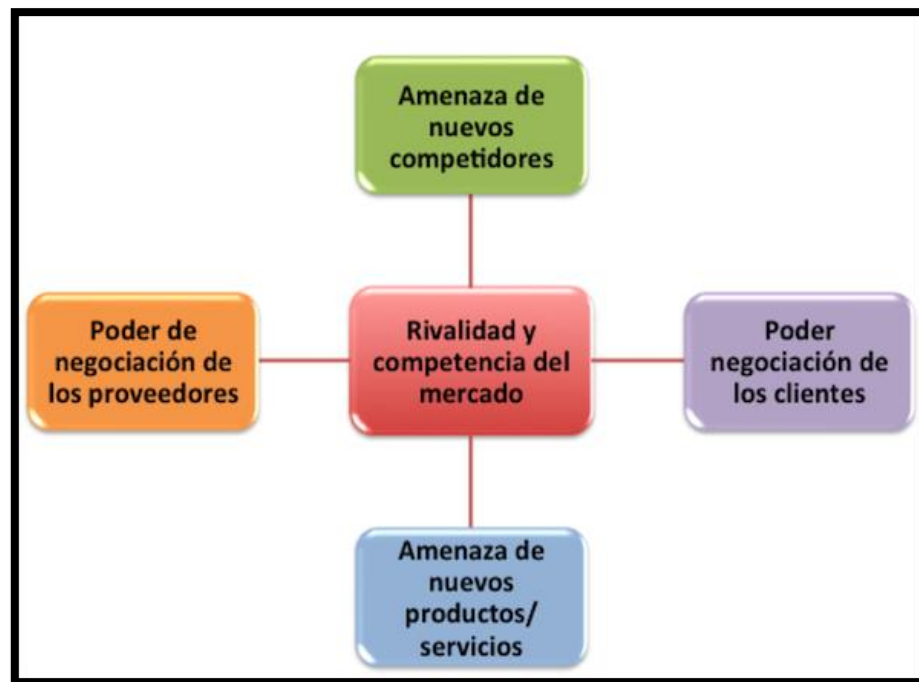 Amenaza de
nuevos
competidores
Poder de
negociación de
los proveedores
Rivalidad y
competencia del
mercado
Poder
negociación de
los clientes
Amenaza de
nuevos
productos/
servicios